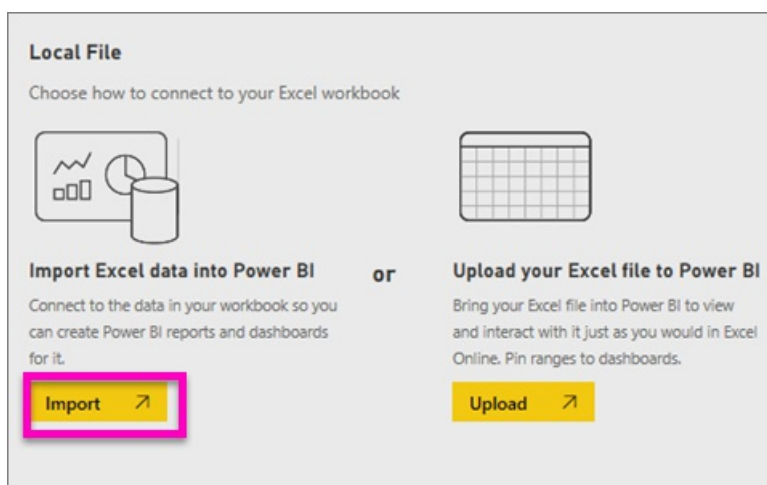 Local File
Choose how to connect to your Excel workbook
Import Excel data into Power BI
Connect to the data in your workbook so you
can create Power BI reports and dashboards
for it.
Import
or
Upload your Excel file to Power BI
Bring your Excel file into Power BI to view
and interact with it just as you would in Excel
Online. Pin ranges to dashboards.
Upload